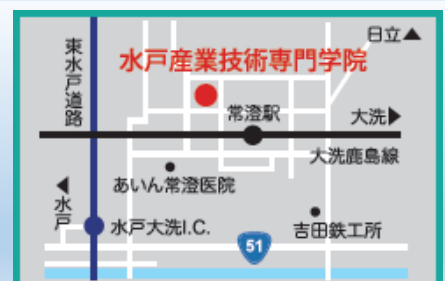 日立▲
東水戸道路
水戸産業技術専門学院
常澄駅
大洗▶
大洗鹿島線
あいん常澄医院
◀水戸
水戸大洗I.C.
吉田鉄工所
51